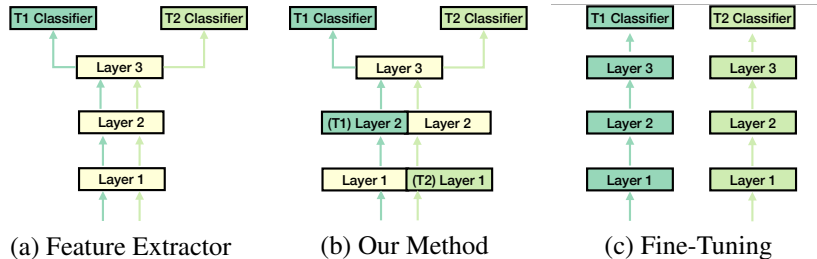 T1 Classifier
T2 Classifier
Layer 3
Layer 2
Layer 1
(a) Feature Extractor
T1 Classifier
T2 Classifier
Layer 3
(T1) Layer 2
Layer 2
Layer 1
(T2) Layer 1
(b) Our Method
T1 Classifier
T2 Classifier
Layer 3
Layer 3
Layer 2
Layer 2
Layer 1
Layer 1
(c) Fine-Tuning